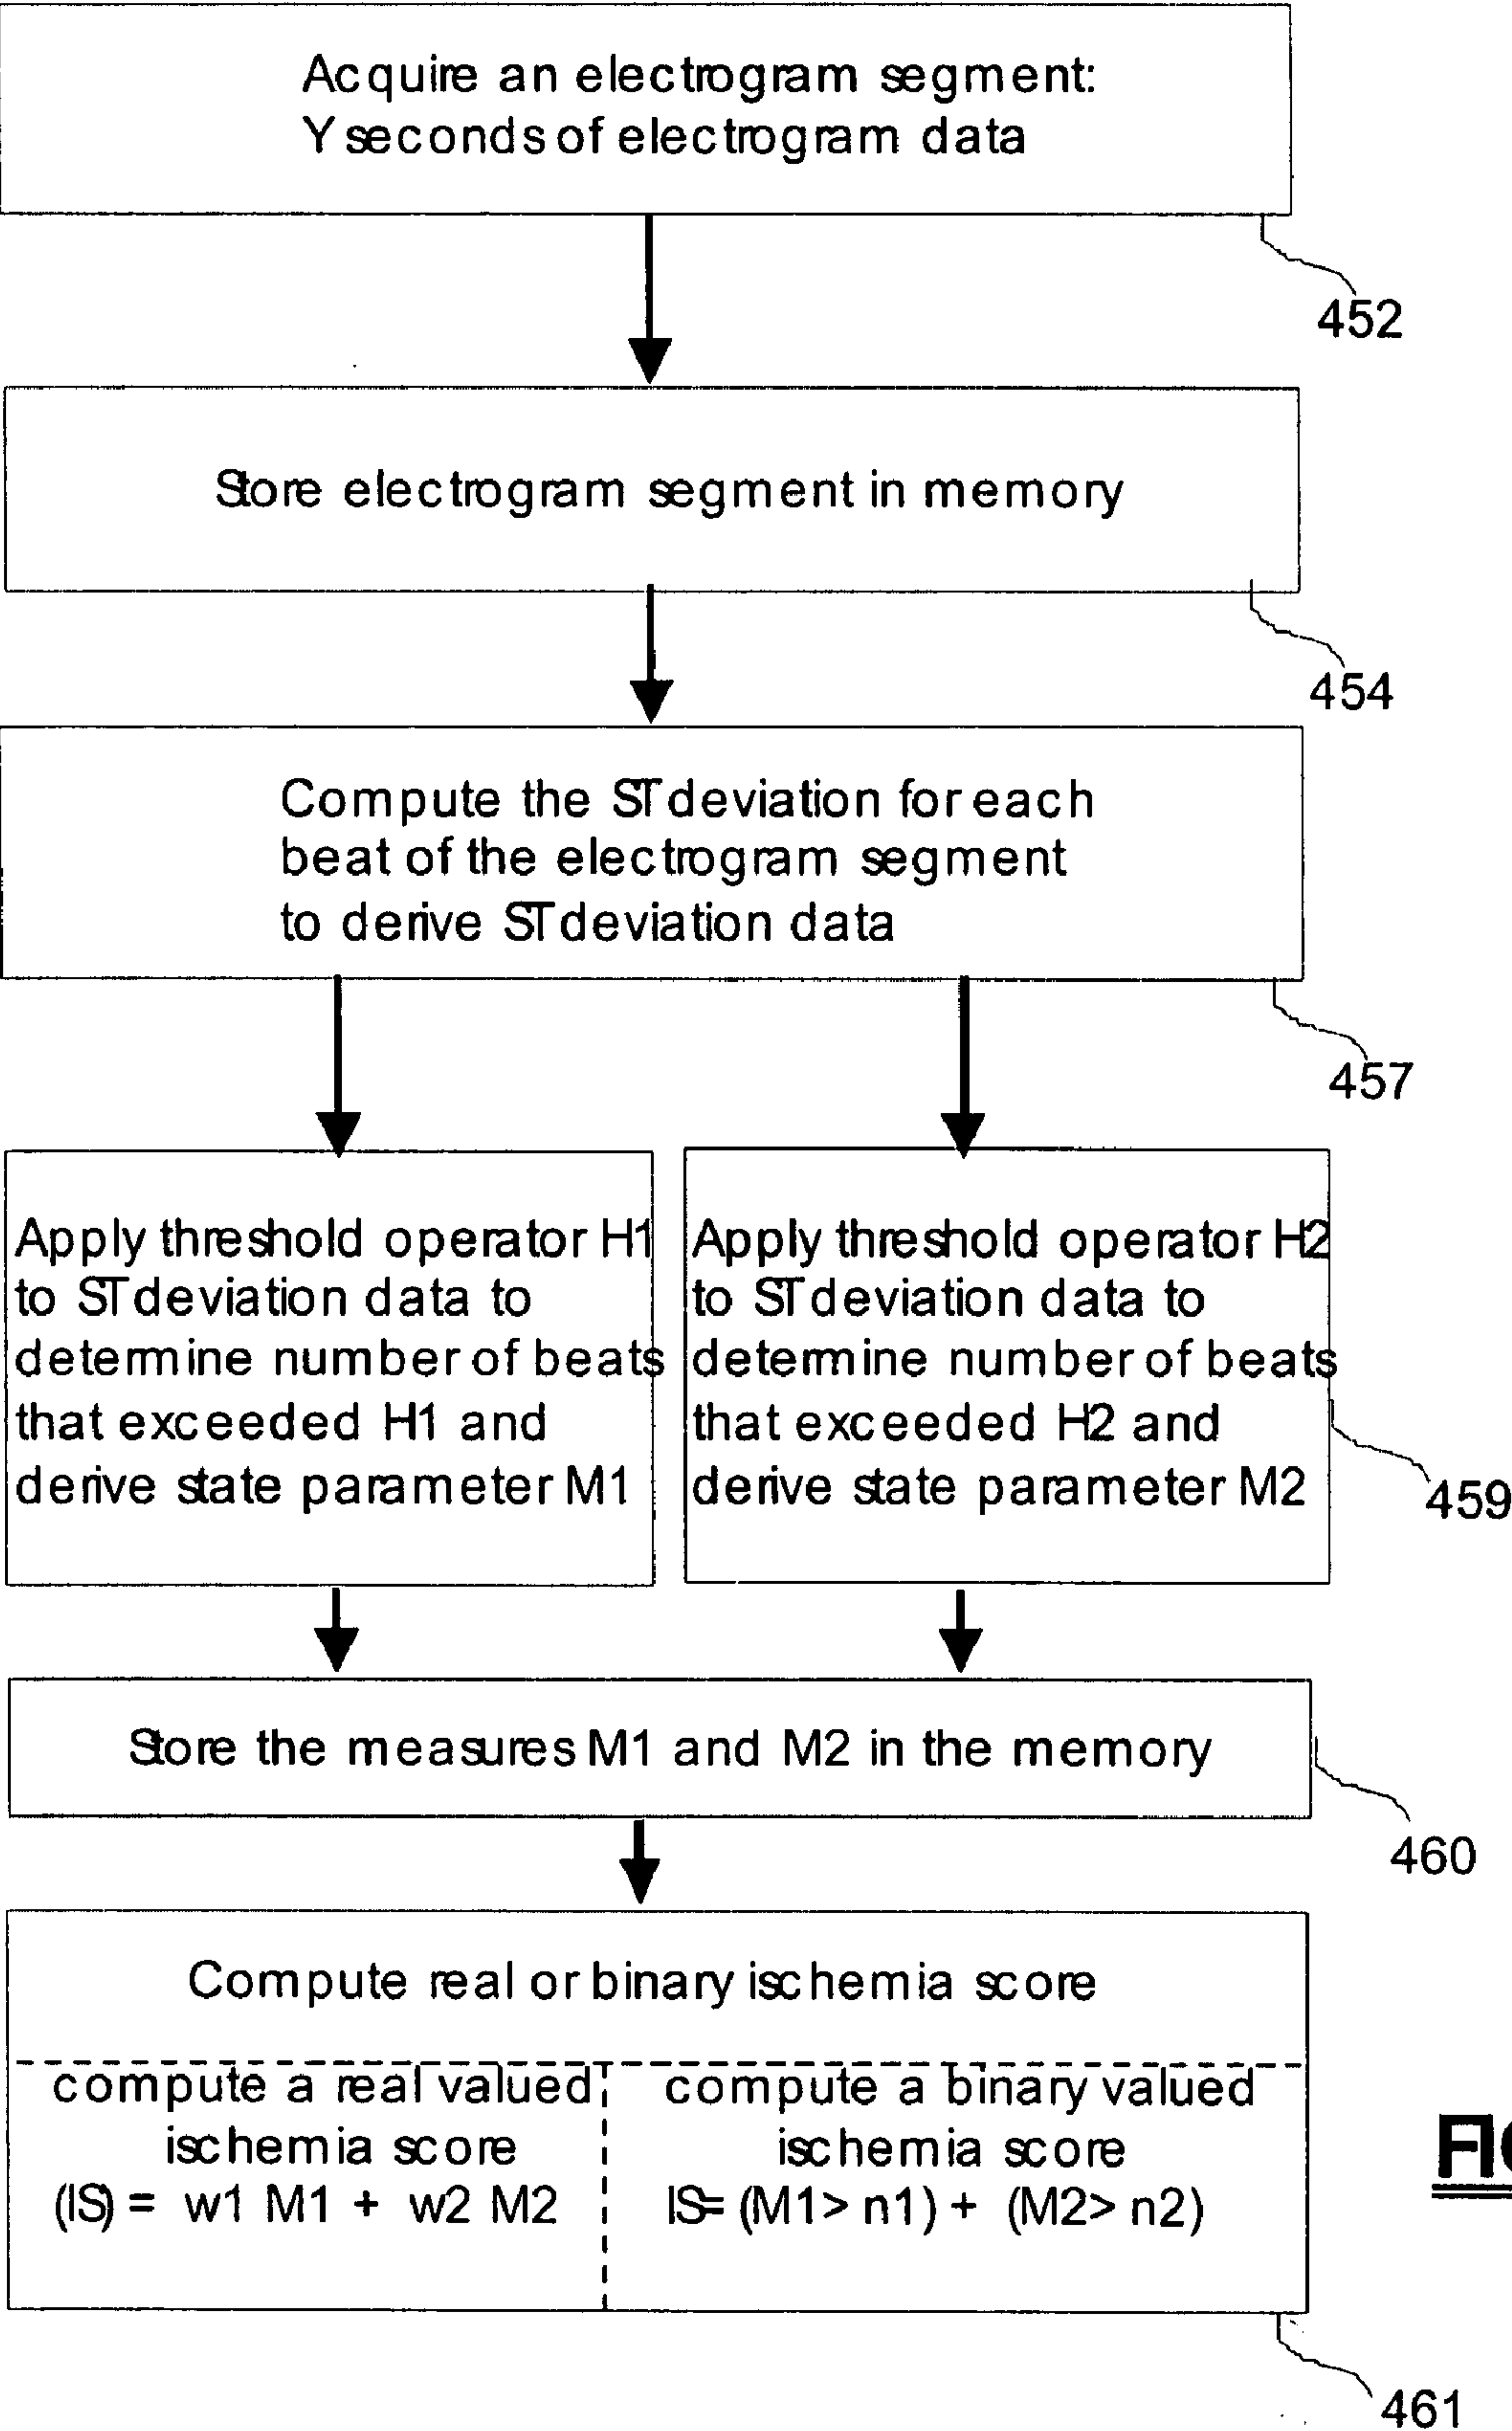 Acquire an electrogram segment:
Y seconds of electrogram data
452
Store electrogram segment in memory
454
Compute the ST deviation for each
beat of the electrogram segment
to derive ST deviation data
457
Apply threshold operator H1
to ST deviation data to
determine number of beats
that exceeded H1 and
derive state parameter M1
Apply threshold operator H2
to ST deviation data to
determine number of beats
that exceeded H2 and
derive state parameter M2
459
Store the measures M1 and M2 in the memory
460
Compute real or binary ischemia score
compute a real valued
ischemia score
(IS) = w1 M1 + w2 M2
compute a binary valued
ischemia score
IS= (M1> n1) + (M2> n2)
461